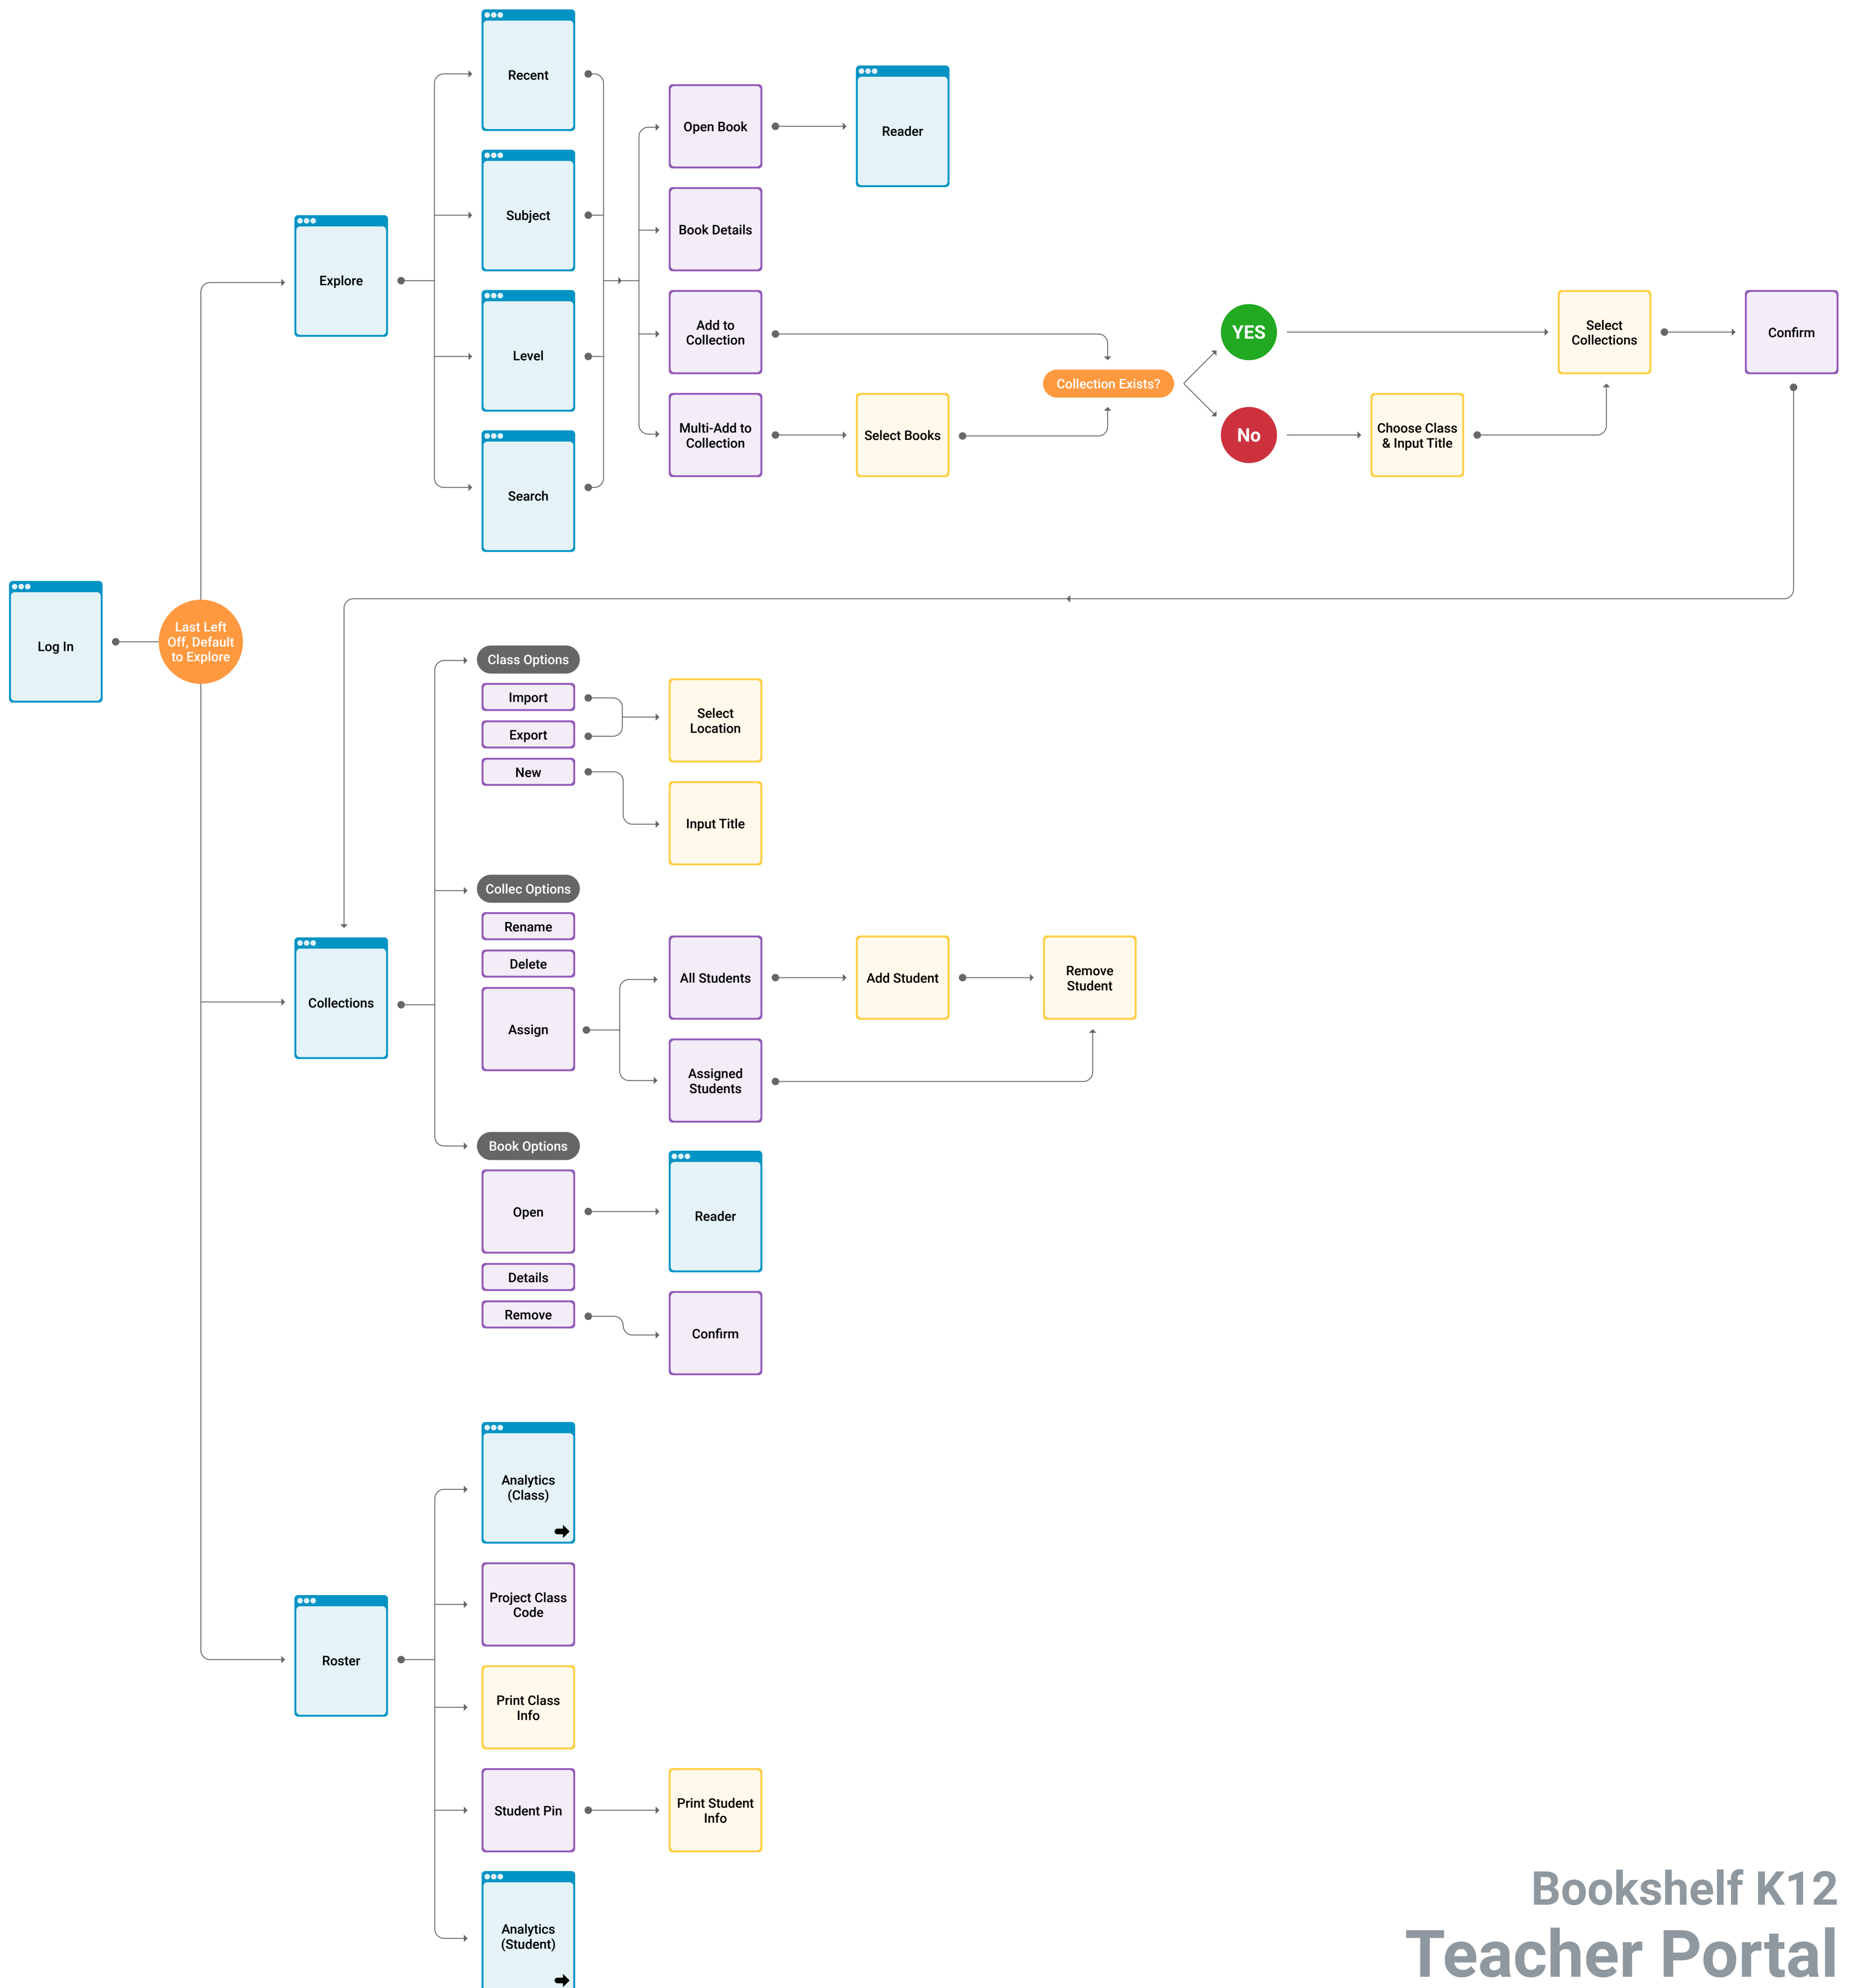 Recent
Open Book
Reader
Subject
Book Details
Explore
Add to
Collection
Level
Multi-Add to
Collection
Select Books
Search
Collection Exists?
YES
No
Choose Class
& Input Title
Select
Collections
Confirm
Log In
Last Left
Off, Default
to Explore
Class Options
Import
Export
New
Select
Location
Input Title
Collections
Collec Options
Rename
Delete
Assign
All Students
Add Student
Remove
Student
Assigned
Students
Book Options
Open
Reader
Details
Remove
Confirm
Roster
Analytics
(Class)
Project Class
Code
Print Class
Info
Student Pin
Print Student
Info
Analytics
(Student)
Bookshelf K12
Teacher Portal